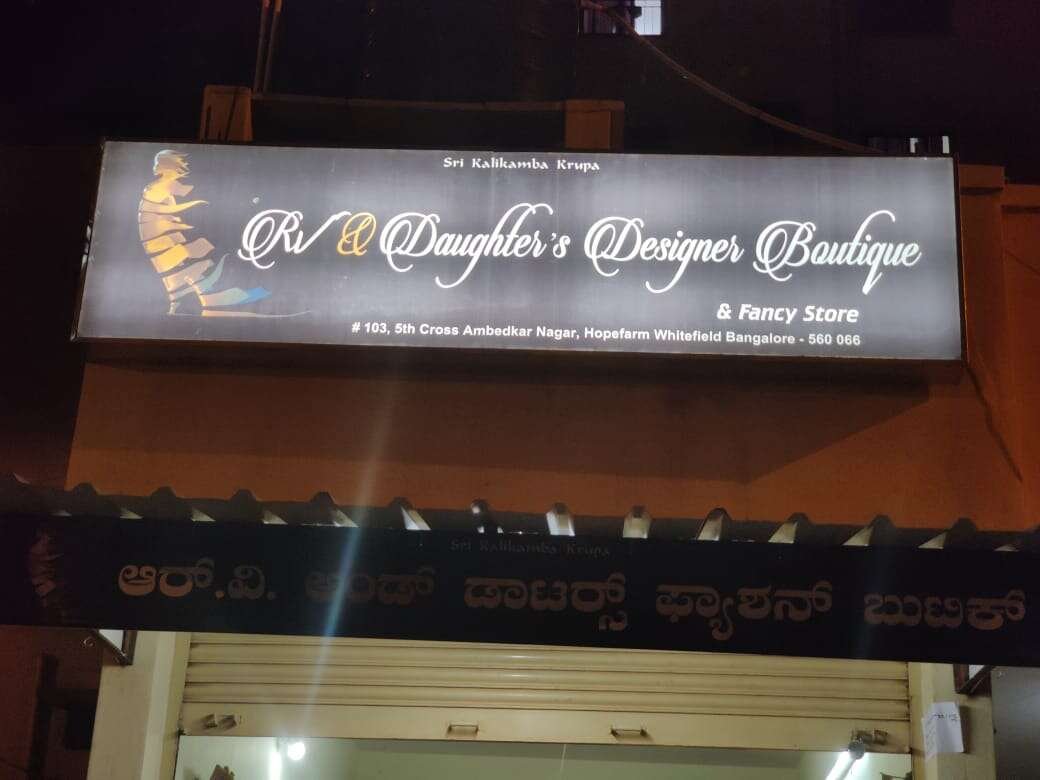 Sri Kalikamba Krupa
RV & Daughter's Designer Boutique
& Fancy Store
# 103, 5th Cross Ambedkar Nagar, Hopefarm Whitefield Bangalore - 560 066
Sri Kalikamba Krupa
ಆರ್.ವಿ. ಅಂಡ್ ಡಾಟರ್ಸ್ ಫ್ಯಾಶನ್ ಬುಟಿಕ್